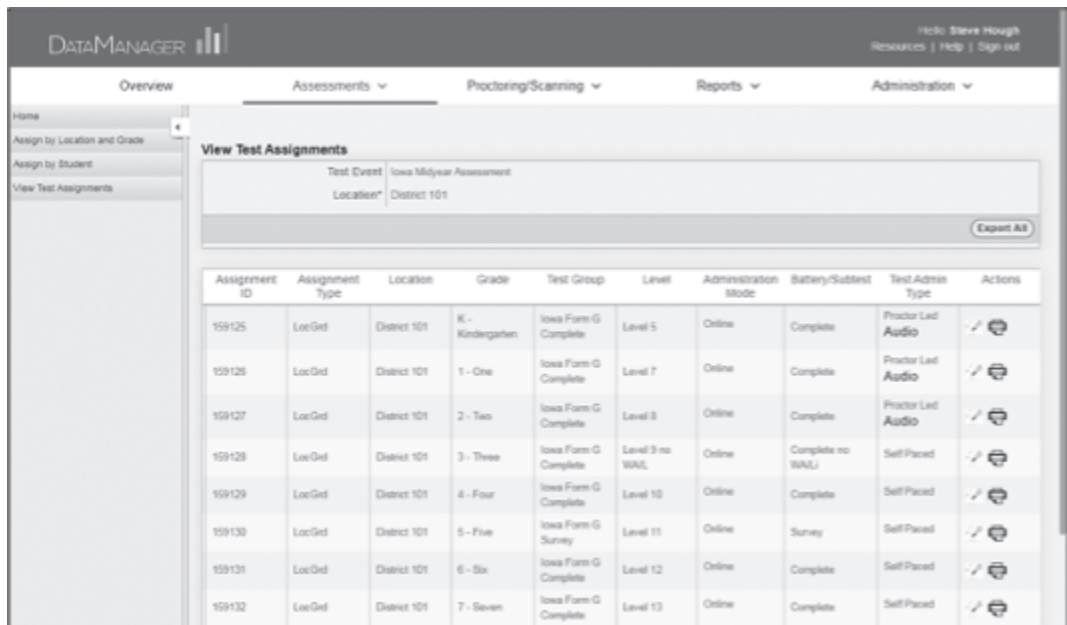 DATAMANAGER
Hello Steve Hough
Resources | Help | Sign out
Overview
Assessments
Proctoring/Scanning
Reports
Administration
Home
Assign by Location and Grade
Assign by Student
View Test Assignments
View Test Assignments
Test Event Iowa Midyear Assessment
Location* District 101
Export All
Assignment ID Assignment Type Location Grade Test Group Level Administration Mode Battery/Subtest Test Admin Type Actions
159125 LocGrd District 101 K - Kindergarten Iowa Form G Complete Level 5 Online Complete Proctor Led Audio
159126 LocGrd District 101 1 - One Iowa Form G Complete Level 7 Online Complete Proctor Led Audio
159127 LocGrd District 101 2 - Two Iowa Form G Complete Level 8 Online Complete Proctor Led Audio
159128 LocGrd District 101 3 - Three Iowa Form G Complete Level 9 no Online Complete no Self Paced
159129 LocGrd District 101 4 - Four Iowa Form G Complete Level 10 Online Complete Self Paced
159130 LocGrd District 101 5 - Five Iowa Form G Survey Level 11 Online Survey Self Paced
159131 LocGrd District 101 6 - Six Iowa Form G Complete Level 12 Online Complete Self Paced
159132 LocGrd District 101 7 - Seven Iowa Form G Complete Level 13 Online Complete Self Paced